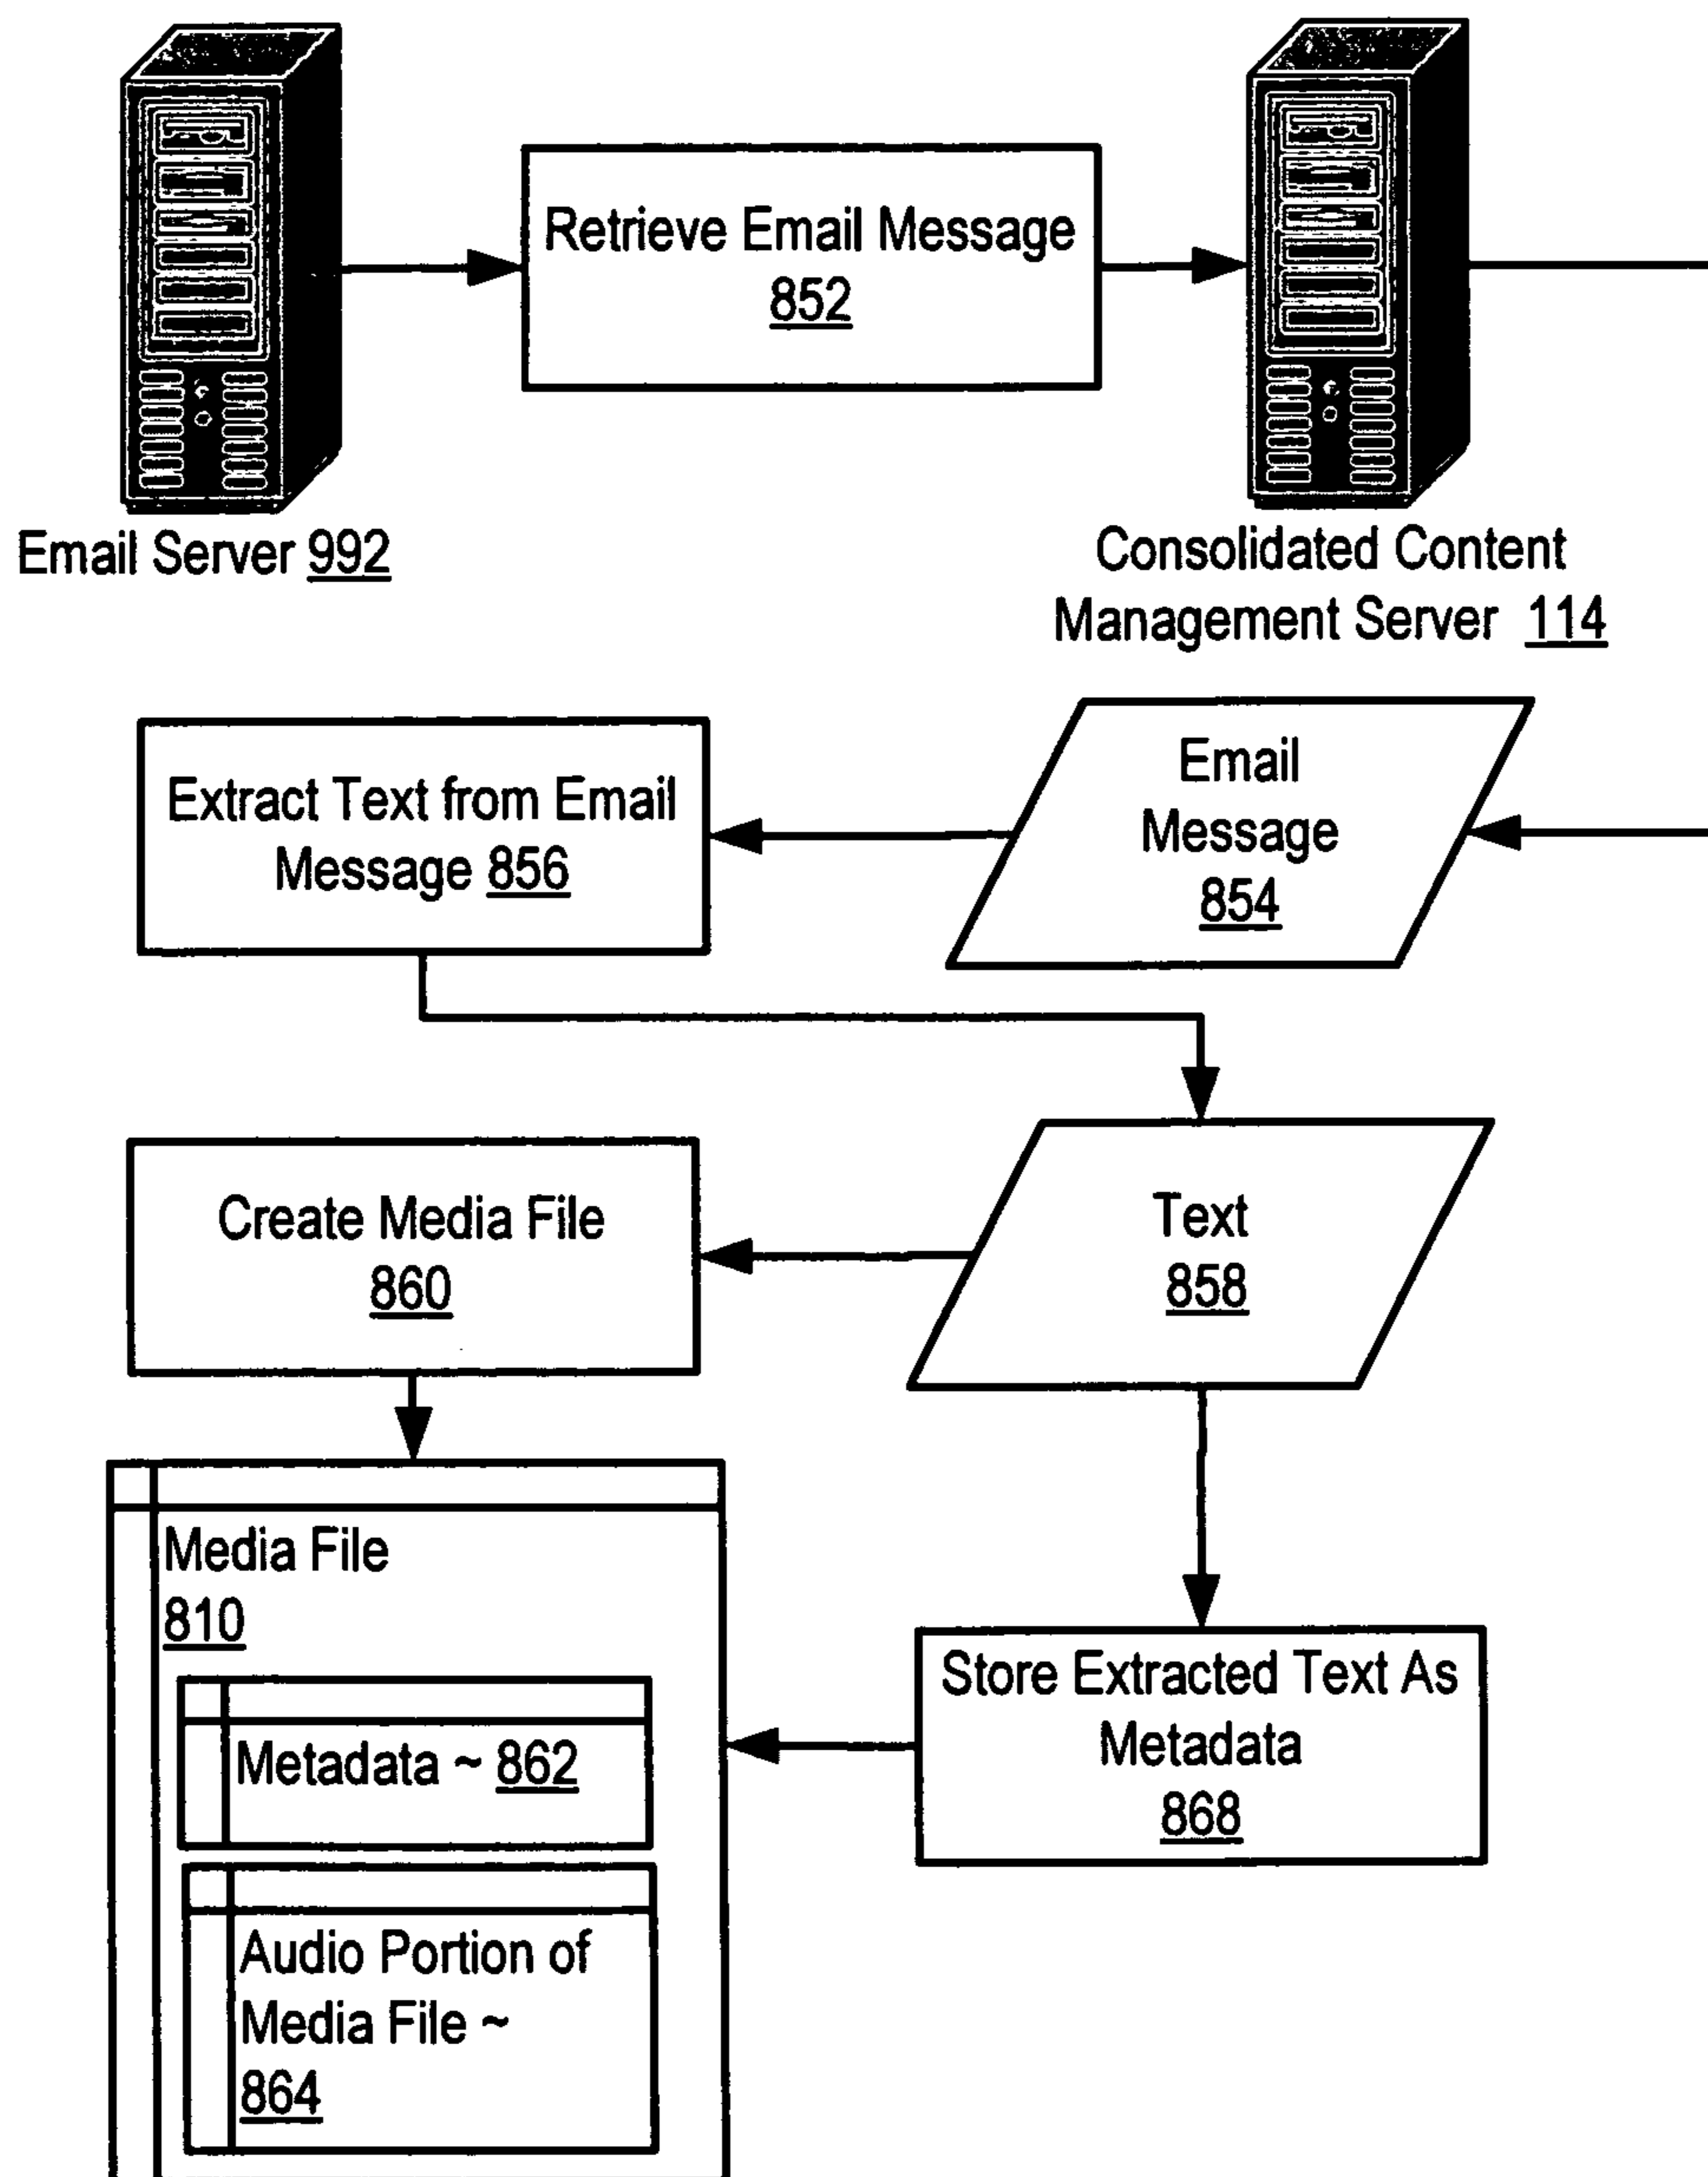 Retrieve Email Message
852
Email Server 992
Consolidated Content
Management Server 114
Extract Text from Email
Message 856
Email
Message
854
Create Media File
860
Text
858
Media File
810
Metadata ~ 862
Audio Portion of
Media File ~
864
Store Extracted Text As
Metadata
868